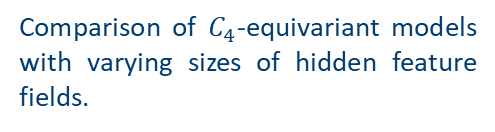 Comparison of C₄-equivariant models
with varying sizes of hidden feature
fields.